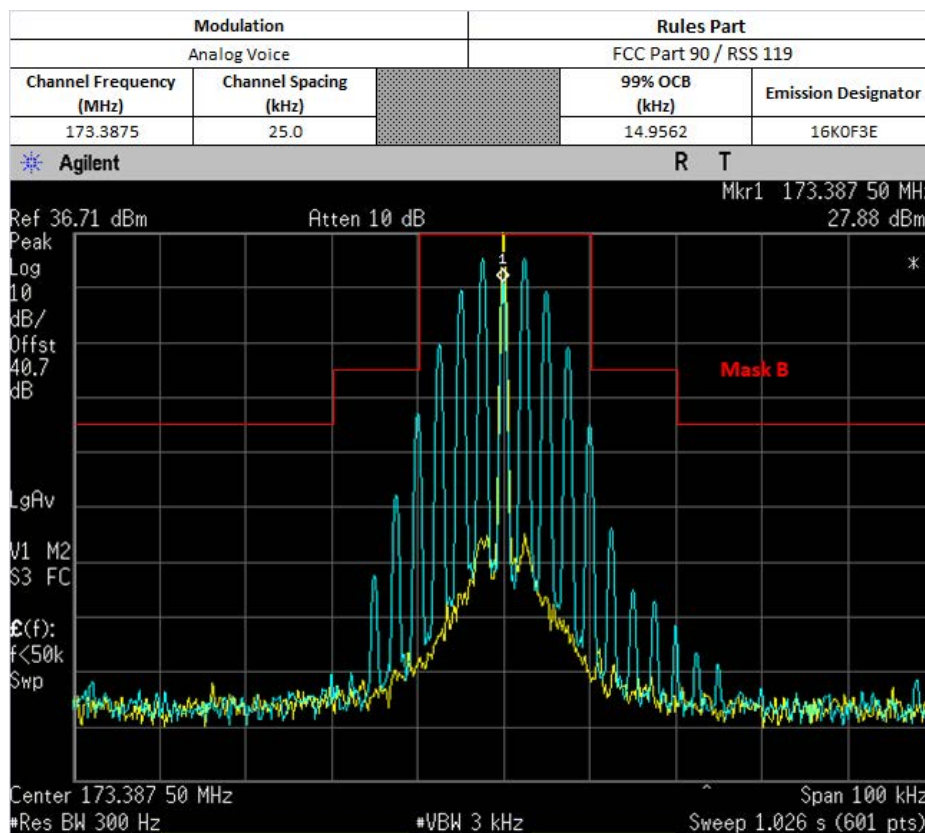 Modulation Rules Part
Analog Voice FCC Part 90 / RSS 119
Channel Frequency (MHz) Channel Spacing (kHz) 99% OCB (kHz) Emission Designator
173.3875 25.0 14.9562 16K0F3E
Agilent R T
Mkr1 173.387 50 MHz
Ref 36.71 dBm Atten 10 dB 27.88 dBm
Peak
Log
10
dB/
Offst
40.7
dB
1
*
Mask B
LgAv
V1 M2
S3 FC
£(f):
f<50k
Swp
Center 173.387 50 MHz ^ Span 100 kHz
#Res BW 300 Hz #VBW 3 kHz Sweep 1.026 s (601 pts)